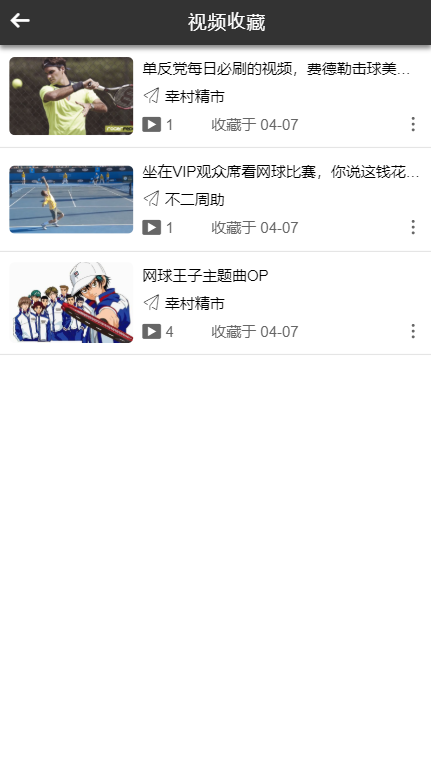 视频收藏
单反党每日必刷的视频，费德勒击球美...
幸村精市
1 收藏于 04-07
坐在VIP观众席看网球比赛，你说这钱花...
不二周助
1 收藏于 04-07
网球王子主题曲OP
幸村精市
4 收藏于 04-07